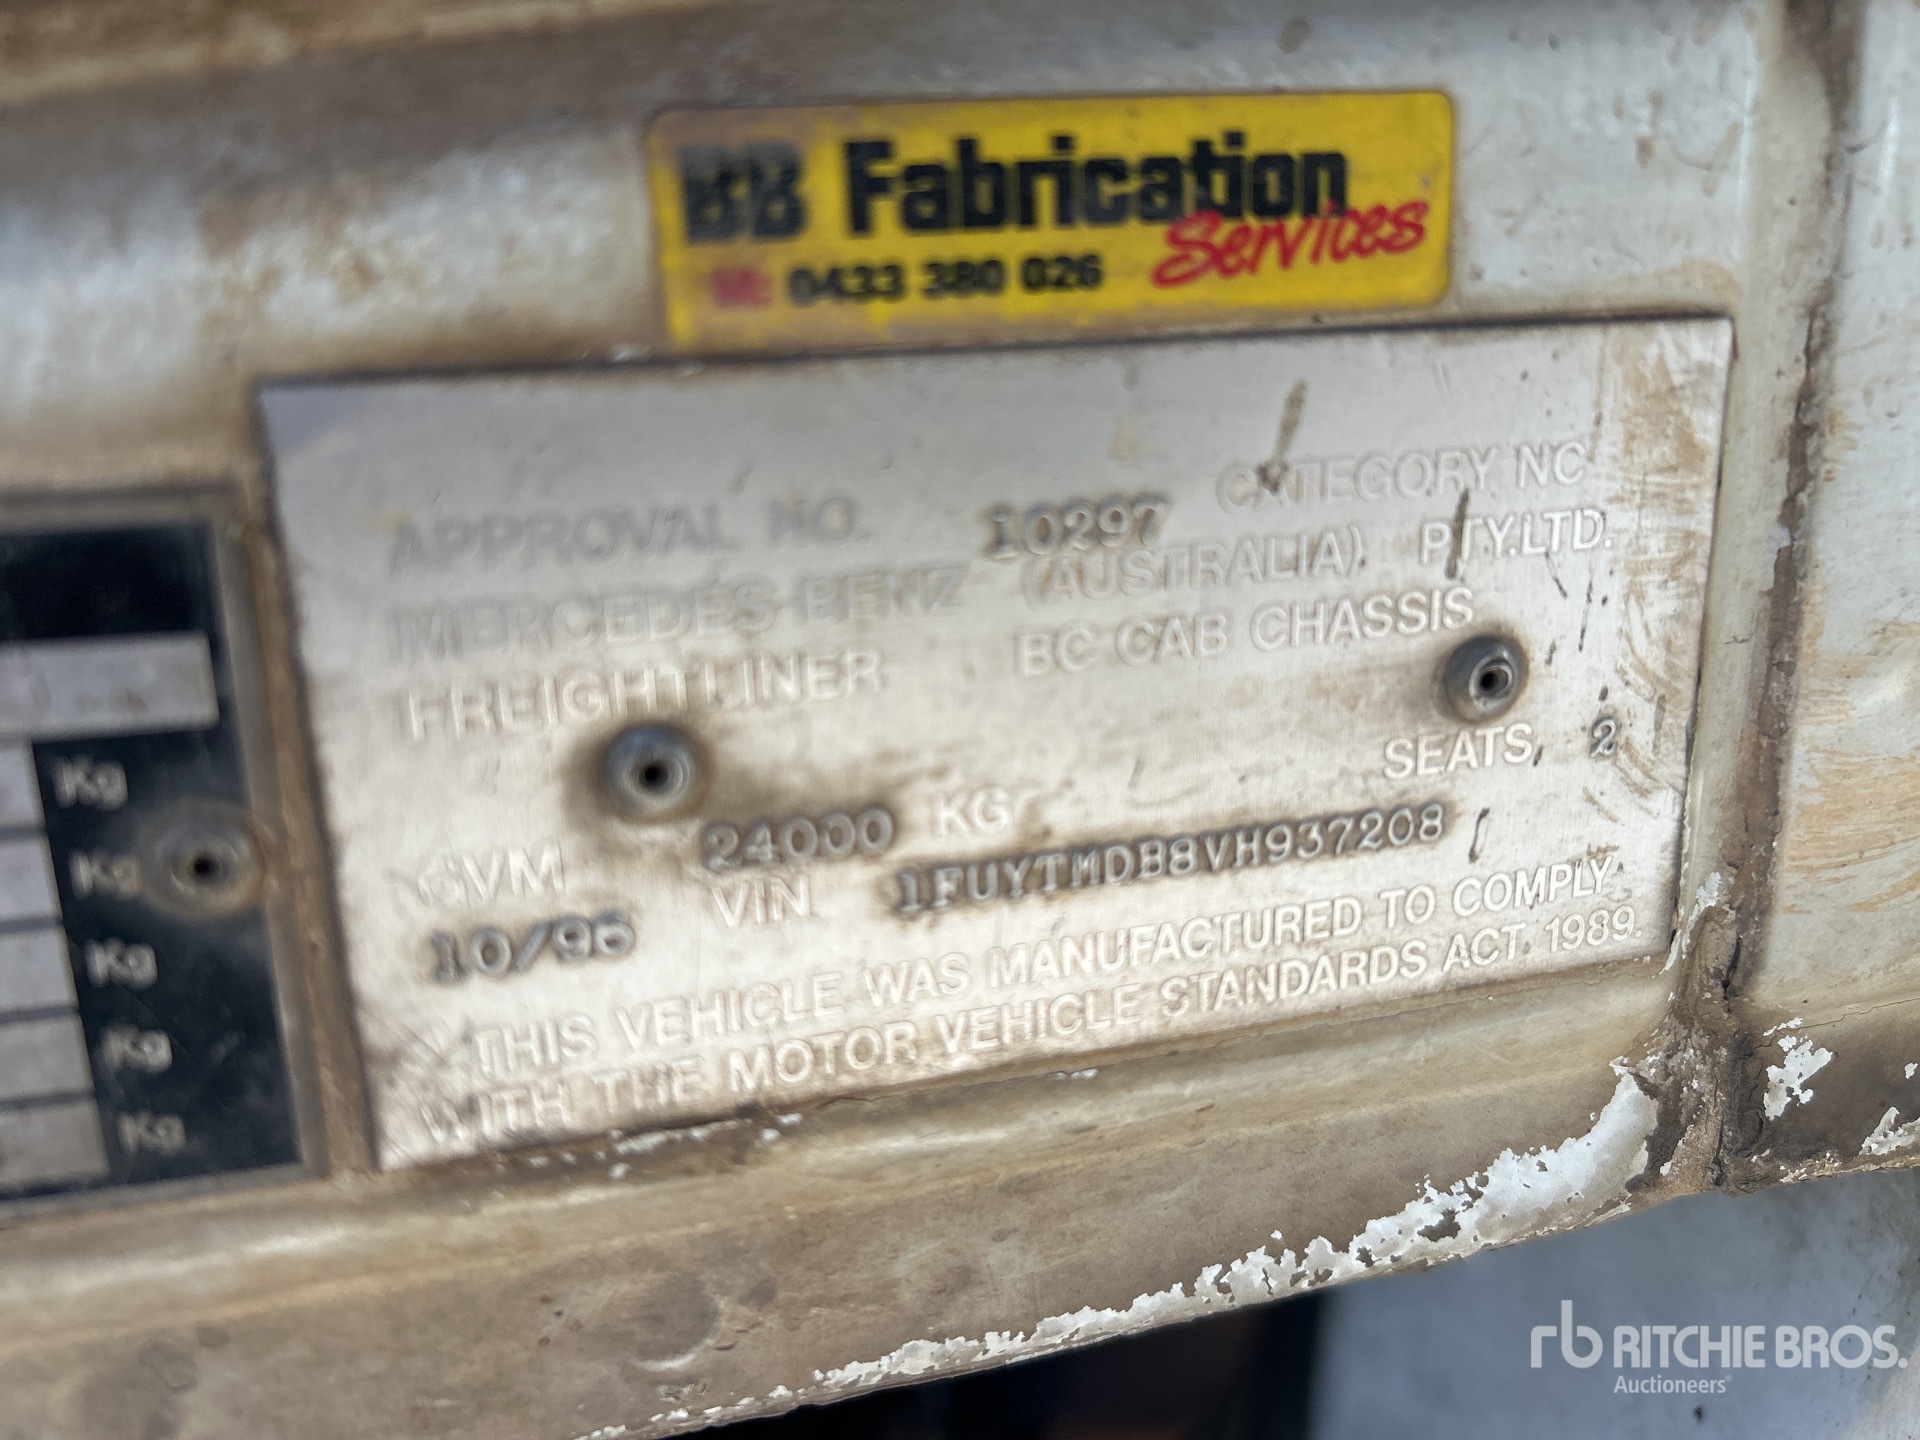 BB Fabrication
Services
0433 380 026
APPROVAL NO. 10297 CATEGORY NC
MERCEDES-BENZ (AUSTRALIA) PTY.LTD.
FREIGHTLINER BC CAB CHASSIS
SEATS 2
GVM 24000 KG
10/96 VIN 1FUYTMDB8VH937208
THIS VEHICLE WAS MANUFACTURED TO COMPLY
WITH THE MOTOR VEHICLE STANDARDS ACT 1989.
Kg
Kg
Kg
Kg
Kg
rb RITCHIE BROS.
Auctioneers